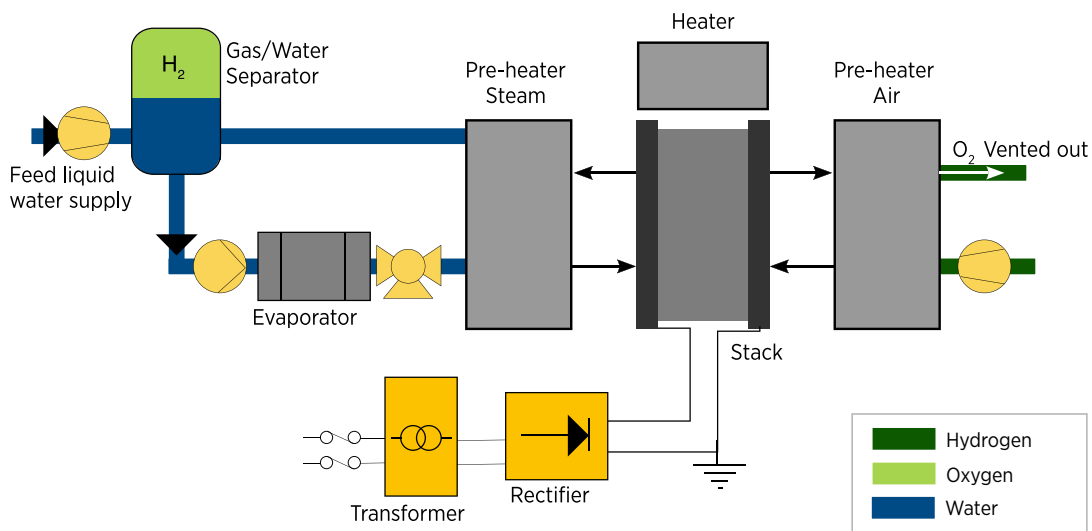 Heater
H₂
Gas/Water
Separator
Pre-heater
Steam
Pre-heater
Air
O₂ Vented out
Feed liquid
water supply
Evaporator
Stack
Transformer
Rectifier
Hydrogen
Oxygen
Water